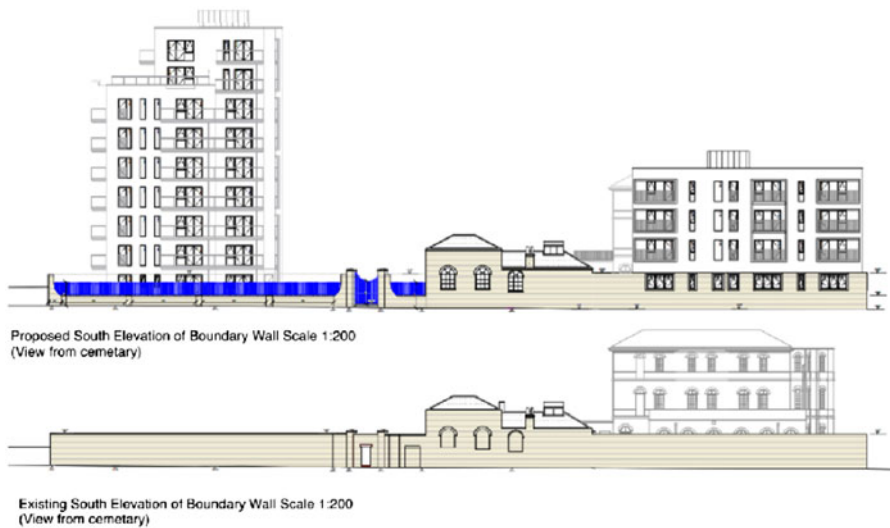 Proposed South Elevation of Boundary Wall Scale 1:200
(View from cemetary)
Existing South Elevation of Boundary Wall Scale 1:200
(View from cemetary)